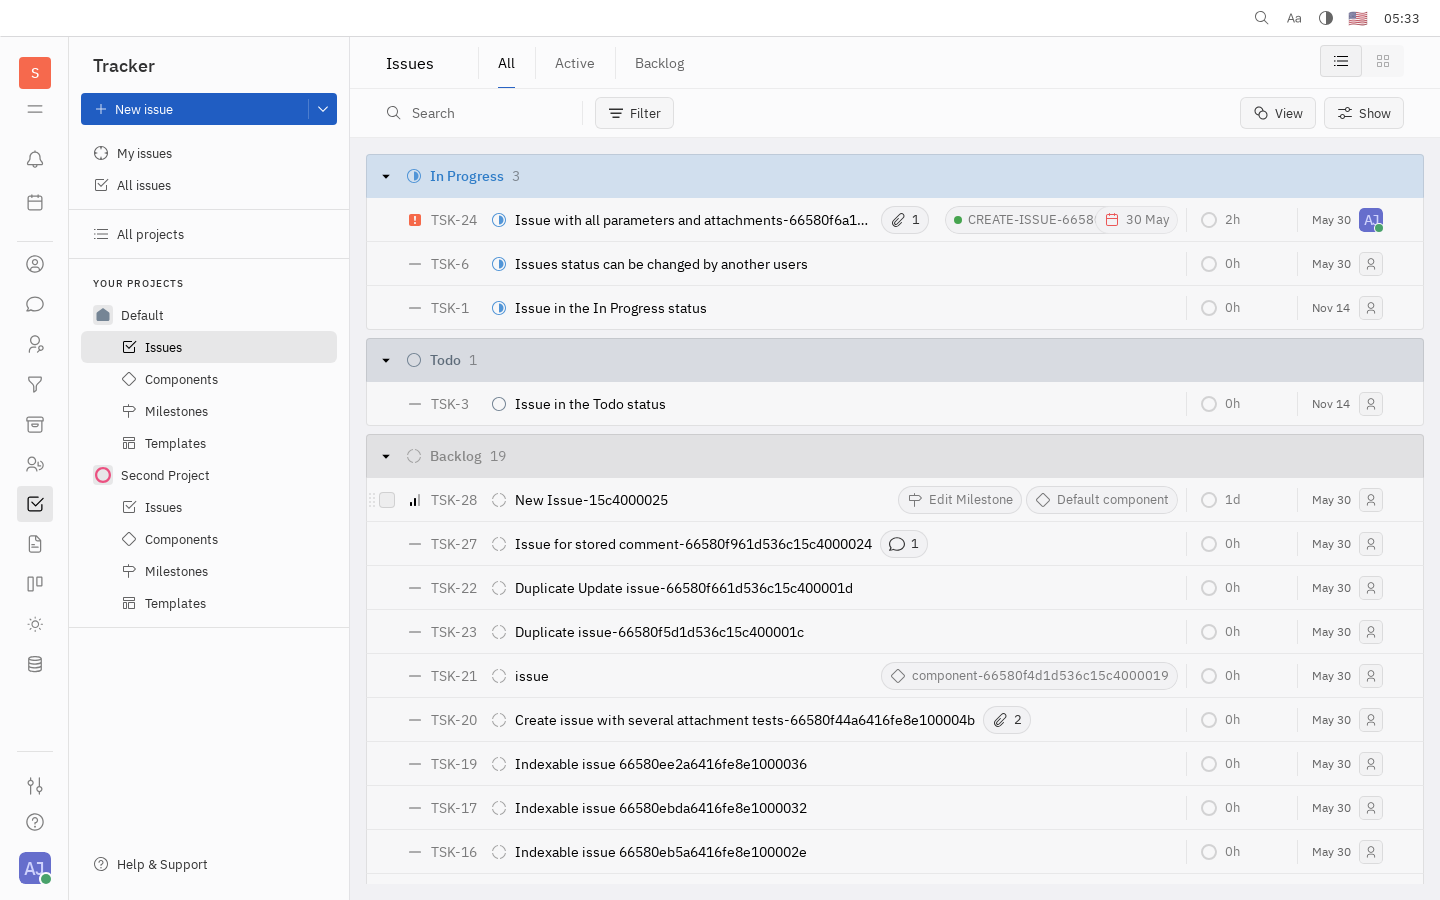 Aa
05:33
S
Tracker
New issue
My issues
All issues
All projects
YOUR PROJECTS
Default
Issues
Components
Milestones
Templates
Second Project
Issues
Components
Milestones
Templates
Help & Support
AJ
Issues
All
Active
Backlog
Search
Filter
View
Show
In Progress 3
TSK-24 Issue with all parameters and attachments-66580f6a1... 1 CREATE-ISSUE-6658 30 May 2h May 30 AJ
TSK-6 Issues status can be changed by another users 0h May 30
TSK-1 Issue in the In Progress status 0h Nov 14
Todo 1
TSK-3 Issue in the Todo status 0h Nov 14
Backlog 19
TSK-28 New Issue-15c4000025 Edit Milestone Default component 1d May 30
TSK-27 Issue for stored comment-66580f961d536c15c4000024 1 0h May 30
TSK-22 Duplicate Update issue-66580f661d536c15c400001d 0h May 30
TSK-23 Duplicate issue-66580f5d1d536c15c400001c 0h May 30
TSK-21 issue component-66580f4d1d536c15c4000019 0h May 30
TSK-20 Create issue with several attachment tests-66580f44a6416fe8e100004b 2 0h May 30
TSK-19 Indexable issue 66580ee2a6416fe8e1000036 0h May 30
TSK-17 Indexable issue 66580ebda6416fe8e1000032 0h May 30
TSK-16 Indexable issue 66580eb5a6416fe8e100002e 0h May 30